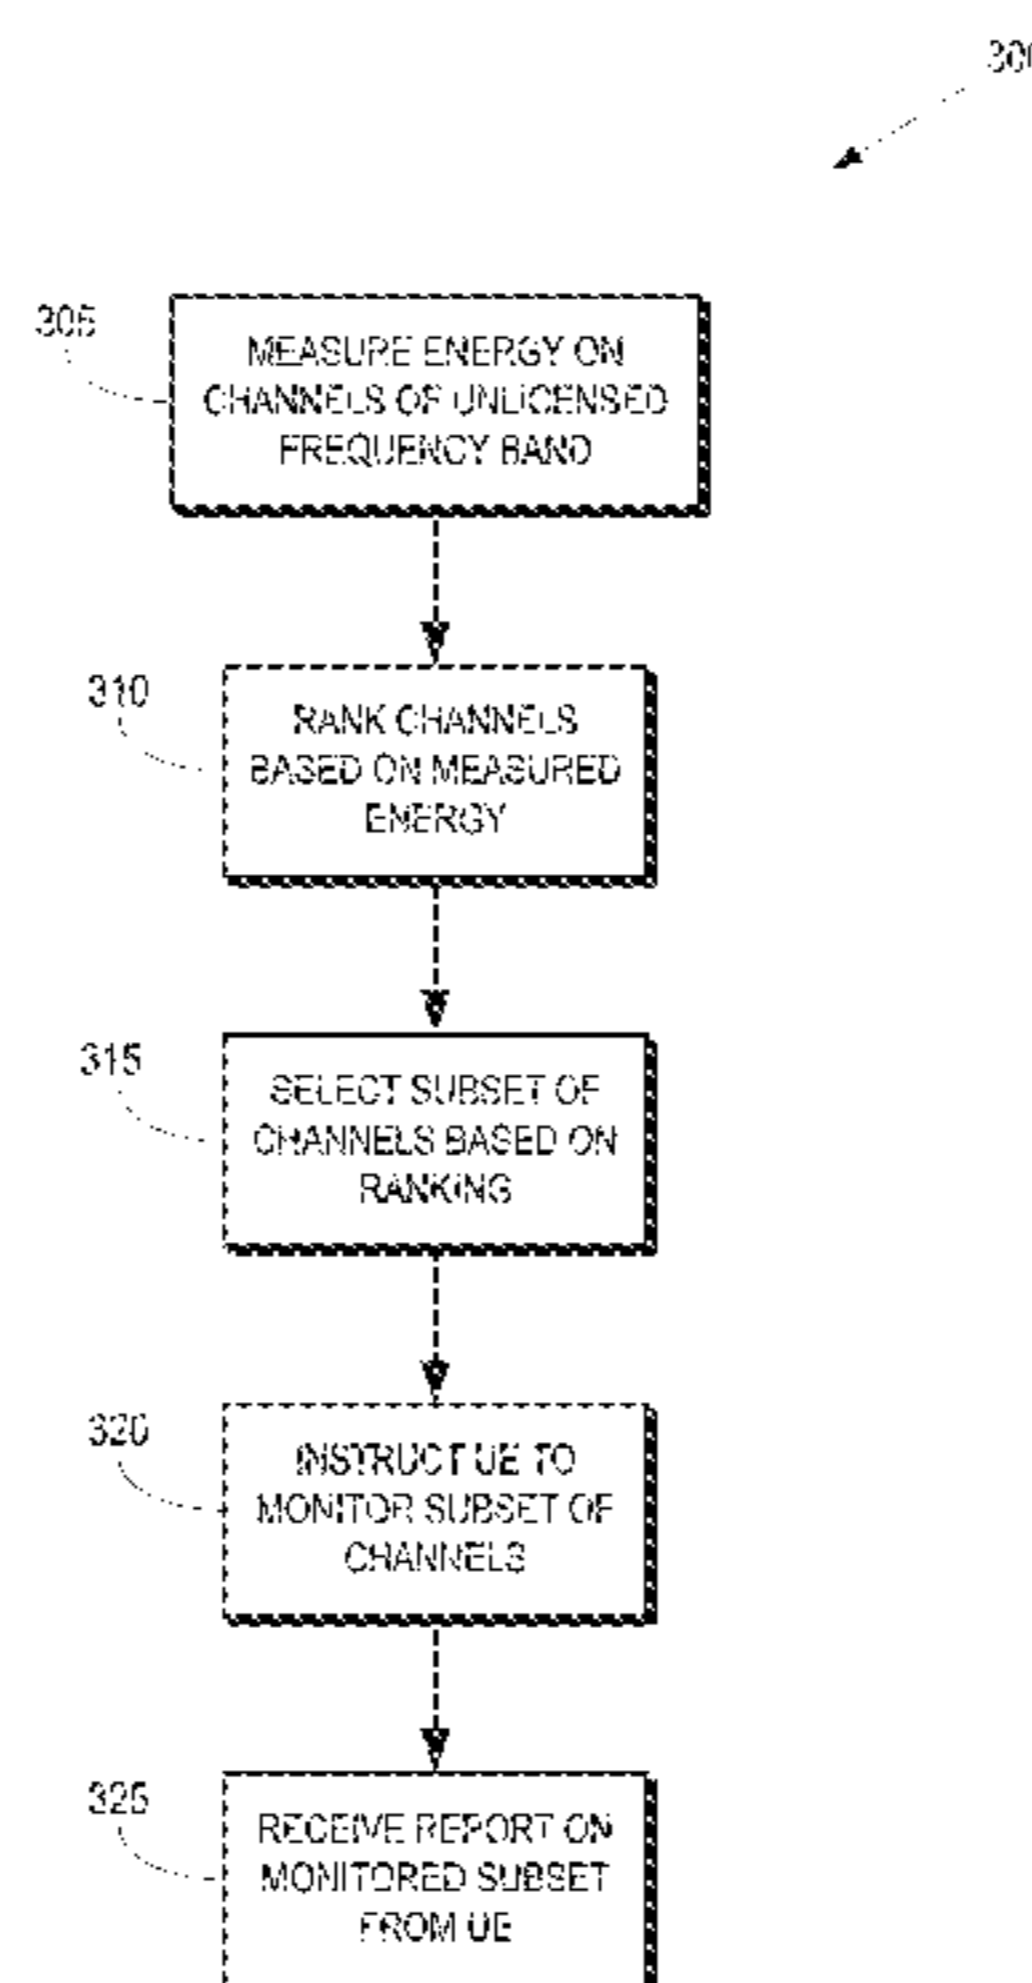 300
305
MEASURE ENERGY ON
CHANNELS OF UNLICENSED
FREQUENCY BAND
310
RANK CHANNELS
BASED ON MEASURED
ENERGY
315
SELECT SUBSET OF
CHANNELS BASED ON
RANKING
320
INSTRUCT UE TO
MONITOR SUBSET OF
CHANNELS
325
RECEIVE REPORT ON
MONITORED SUBSET
FROM UE